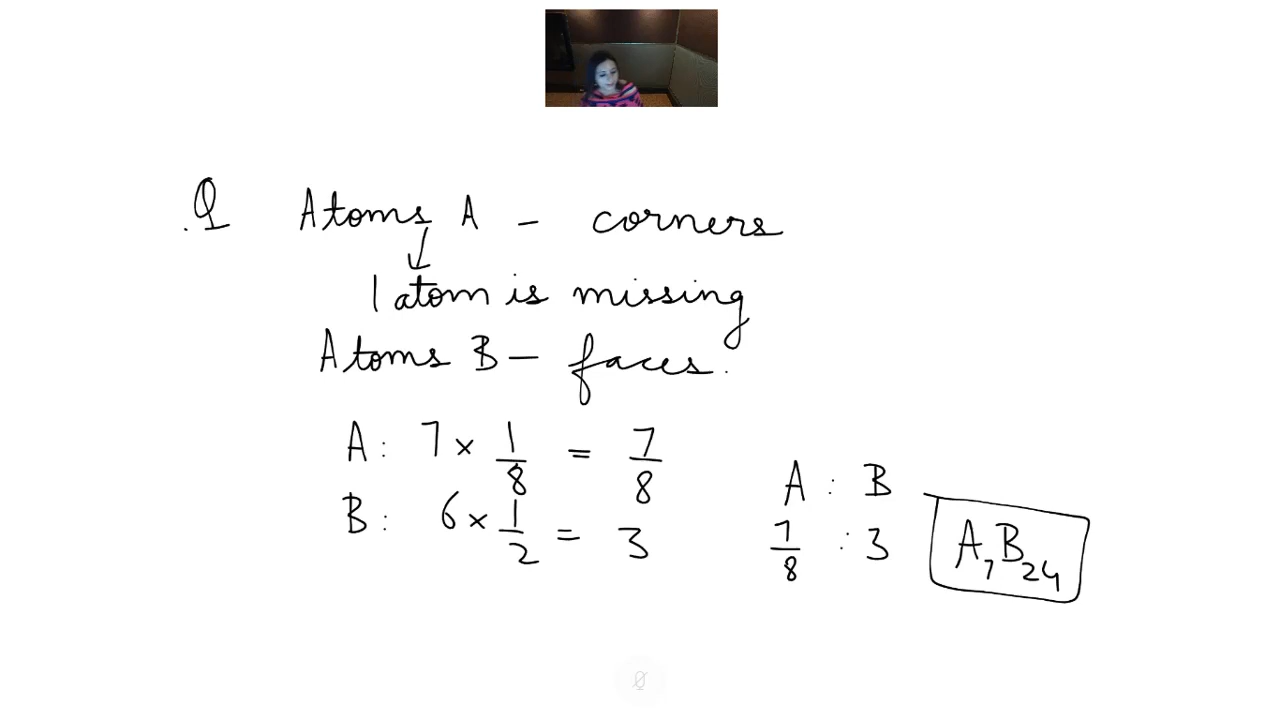 Q Atoms A – corners
↓
1 atom is missing
Atoms B – faces.
A: 7 × 1/8 = 7/8
B: 6 × 1/2 = 3
A : B
7/8 : 3
A₇B₂₄